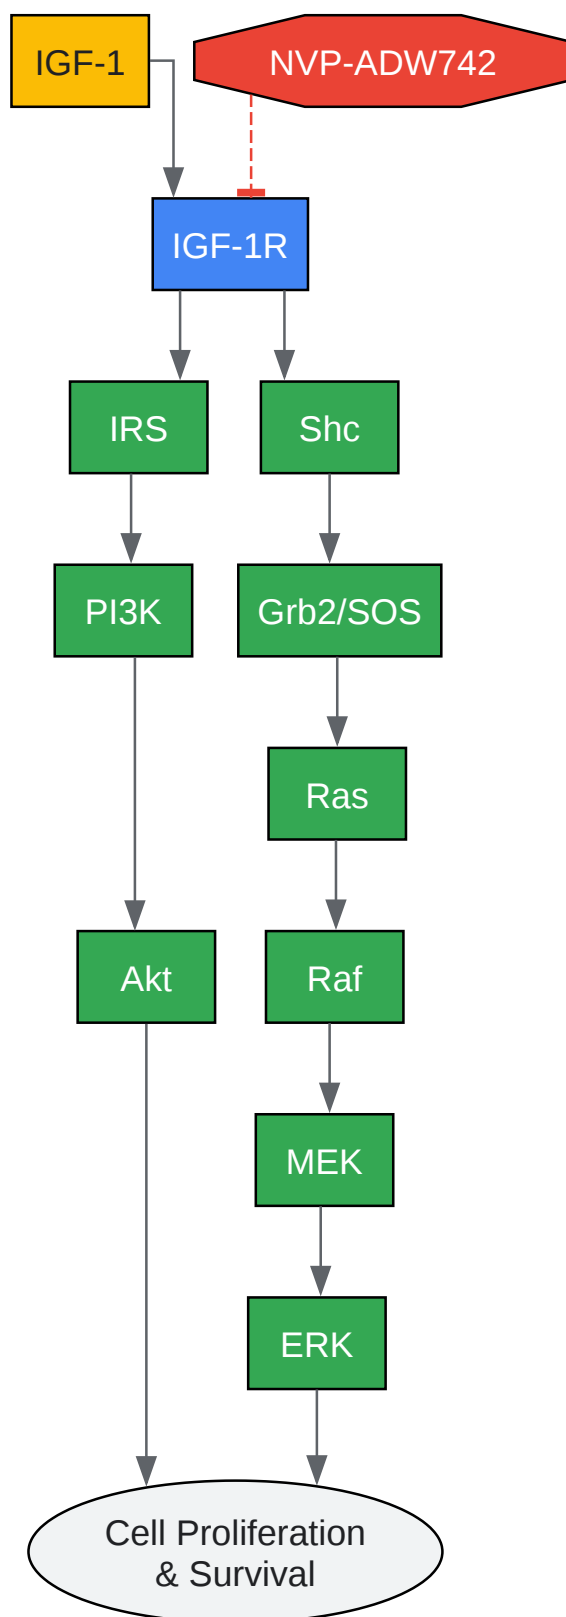 IGF-1
NVP-ADW742
IGF-1R
IRS
Shc
PI3K
Grb2/SOS
Ras
Akt
Raf
MEK
ERK
Cell Proliferation
& Survival